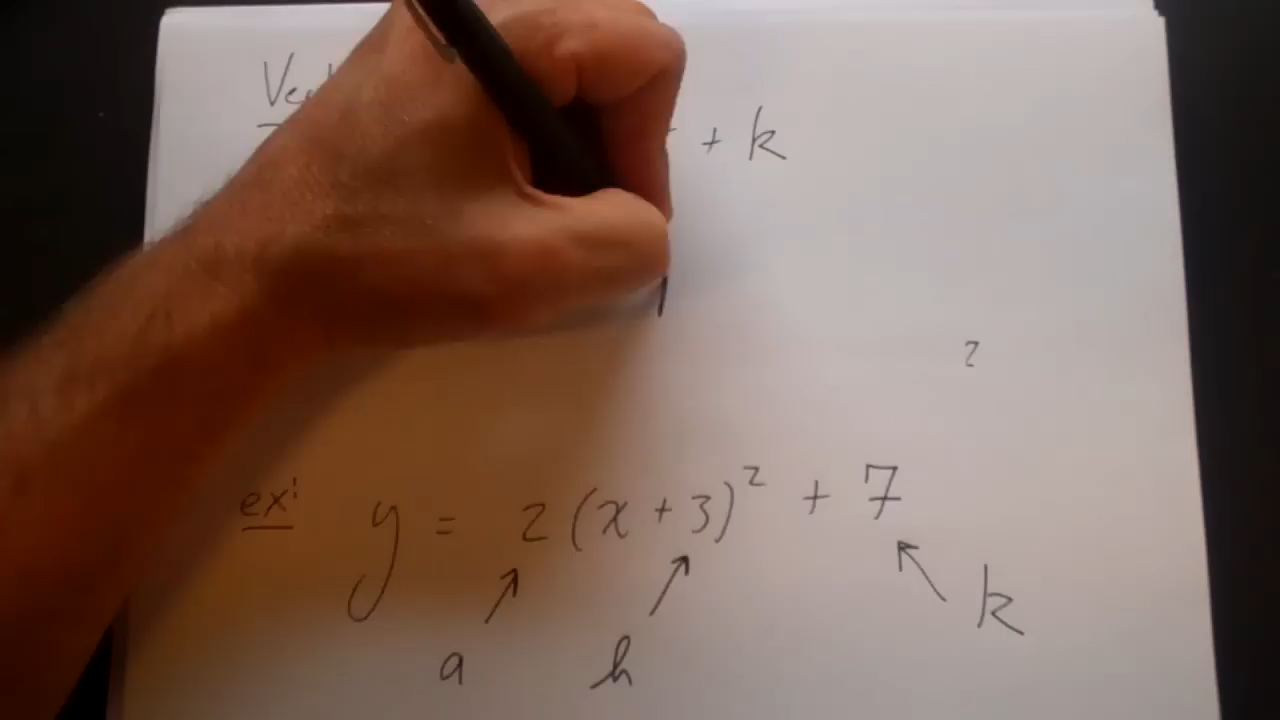 + k
2
ex: y = 2(x+3)² + 7
a h k